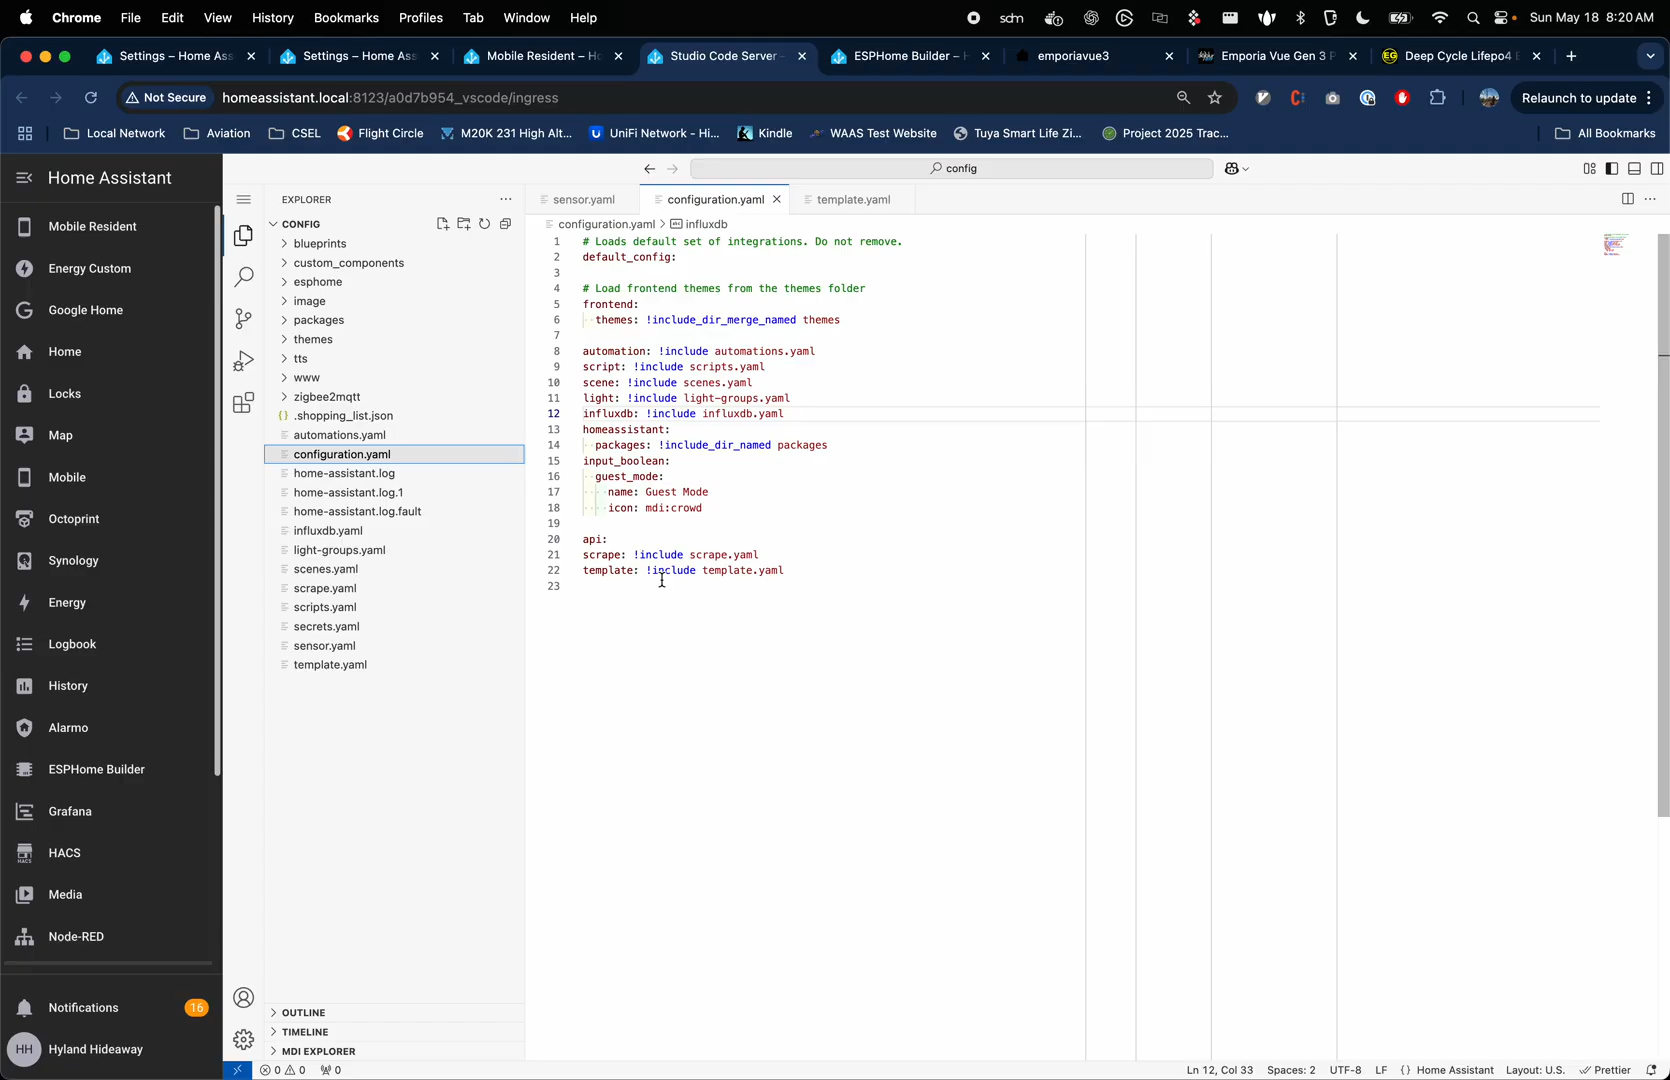 Chrome File Edit View History Bookmarks Profiles Tab Window Help
sdm
Sun May 18 8:20 AM
Settings – Home Ass
Settings – Home Ass
Mobile Resident – Ho
Studio Code Server
ESPHome Builder – H
emporiavue3
Emporia Vue Gen 3 P
Deep Cycle Lifepo4 B
Not Secure
homeassistant.local:8123/a0d7b954_vscode/ingress
Relaunch to update
Local Network
Aviation
CSEL
Flight Circle
M20K 231 High Alt...
UniFi Network - Hi...
Kindle
WAAS Test Website
Tuya Smart Life Zi...
Project 2025 Trac...
All Bookmarks
Home Assistant
Mobile Resident
Energy Custom
Google Home
Home
Locks
Map
Mobile
Octoprint
Synology
Energy
Logbook
History
Alarmo
ESPHome Builder
Grafana
HACS
Media
Node-RED
Notifications 16
HH Hyland Hideaway
config
EXPLORER
CONFIG
blueprints
custom_components
esphome
image
packages
themes
tts
www
zigbee2mqtt
.shopping_list.json
automations.yaml
configuration.yaml
home-assistant.log
home-assistant.log.1
home-assistant.log.fault
influxdb.yaml
light-groups.yaml
scenes.yaml
scrape.yaml
scripts.yaml
secrets.yaml
sensor.yaml
template.yaml
OUTLINE
TIMELINE
MDI EXPLORER
sensor.yaml
configuration.yaml
template.yaml
configuration.yaml > influxdb
1 # Loads default set of integrations. Do not remove.
2 default_config:
3
4 # Load frontend themes from the themes folder
5 frontend:
6 themes: !include_dir_merge_named themes
7
8 automation: !include automations.yaml
9 script: !include scripts.yaml
10 scene: !include scenes.yaml
11 light: !include light-groups.yaml
12 influxdb: !include influxdb.yaml
13 homeassistant:
14 packages: !include_dir_named packages
15 input_boolean:
16 guest_mode:
17 name: Guest Mode
18 icon: mdi:crowd
19
20 api:
21 scrape: !include scrape.yaml
22 template: !include template.yaml
23
0 0 0
Ln 12, Col 33 Spaces: 2 UTF-8 LF {} Home Assistant Layout: U.S. Prettier